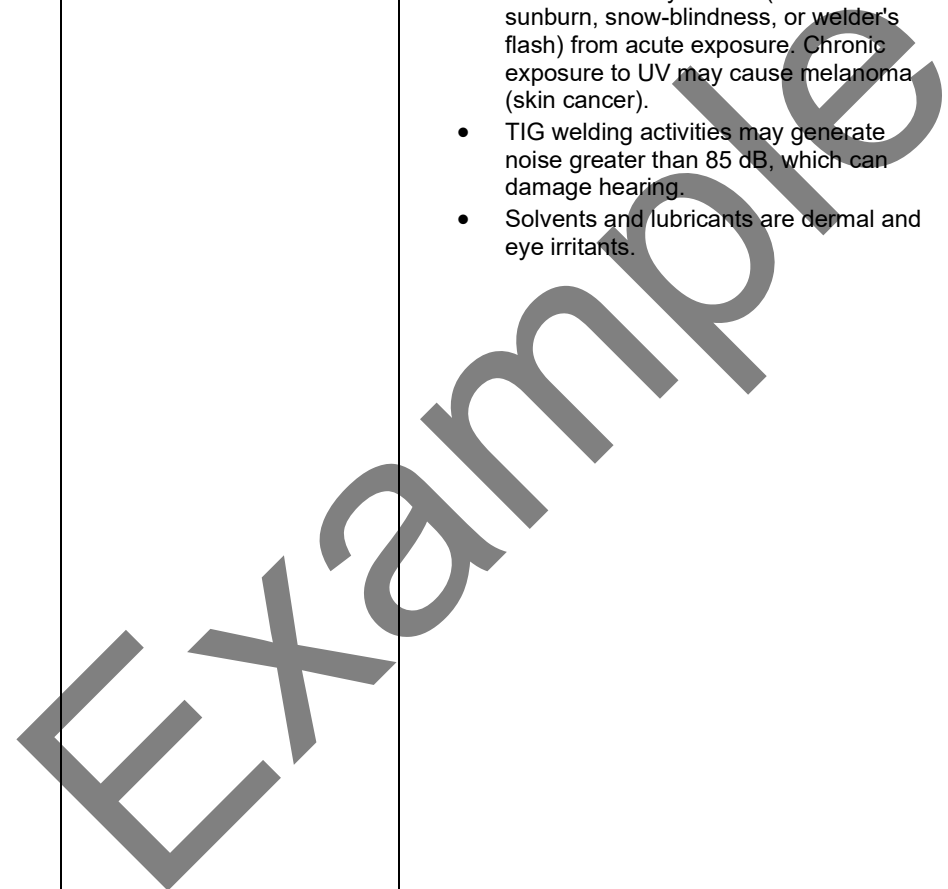 sunburn, snow-blindness, or welder's
flash) from acute exposure. Chronic
exposure to UV may cause melanoma
(skin cancer).
• TIG welding activities may generate
noise greater than 85 dB, which can
damage hearing.
• Solvents and lubricants are dermal and
eye irritants.
Example